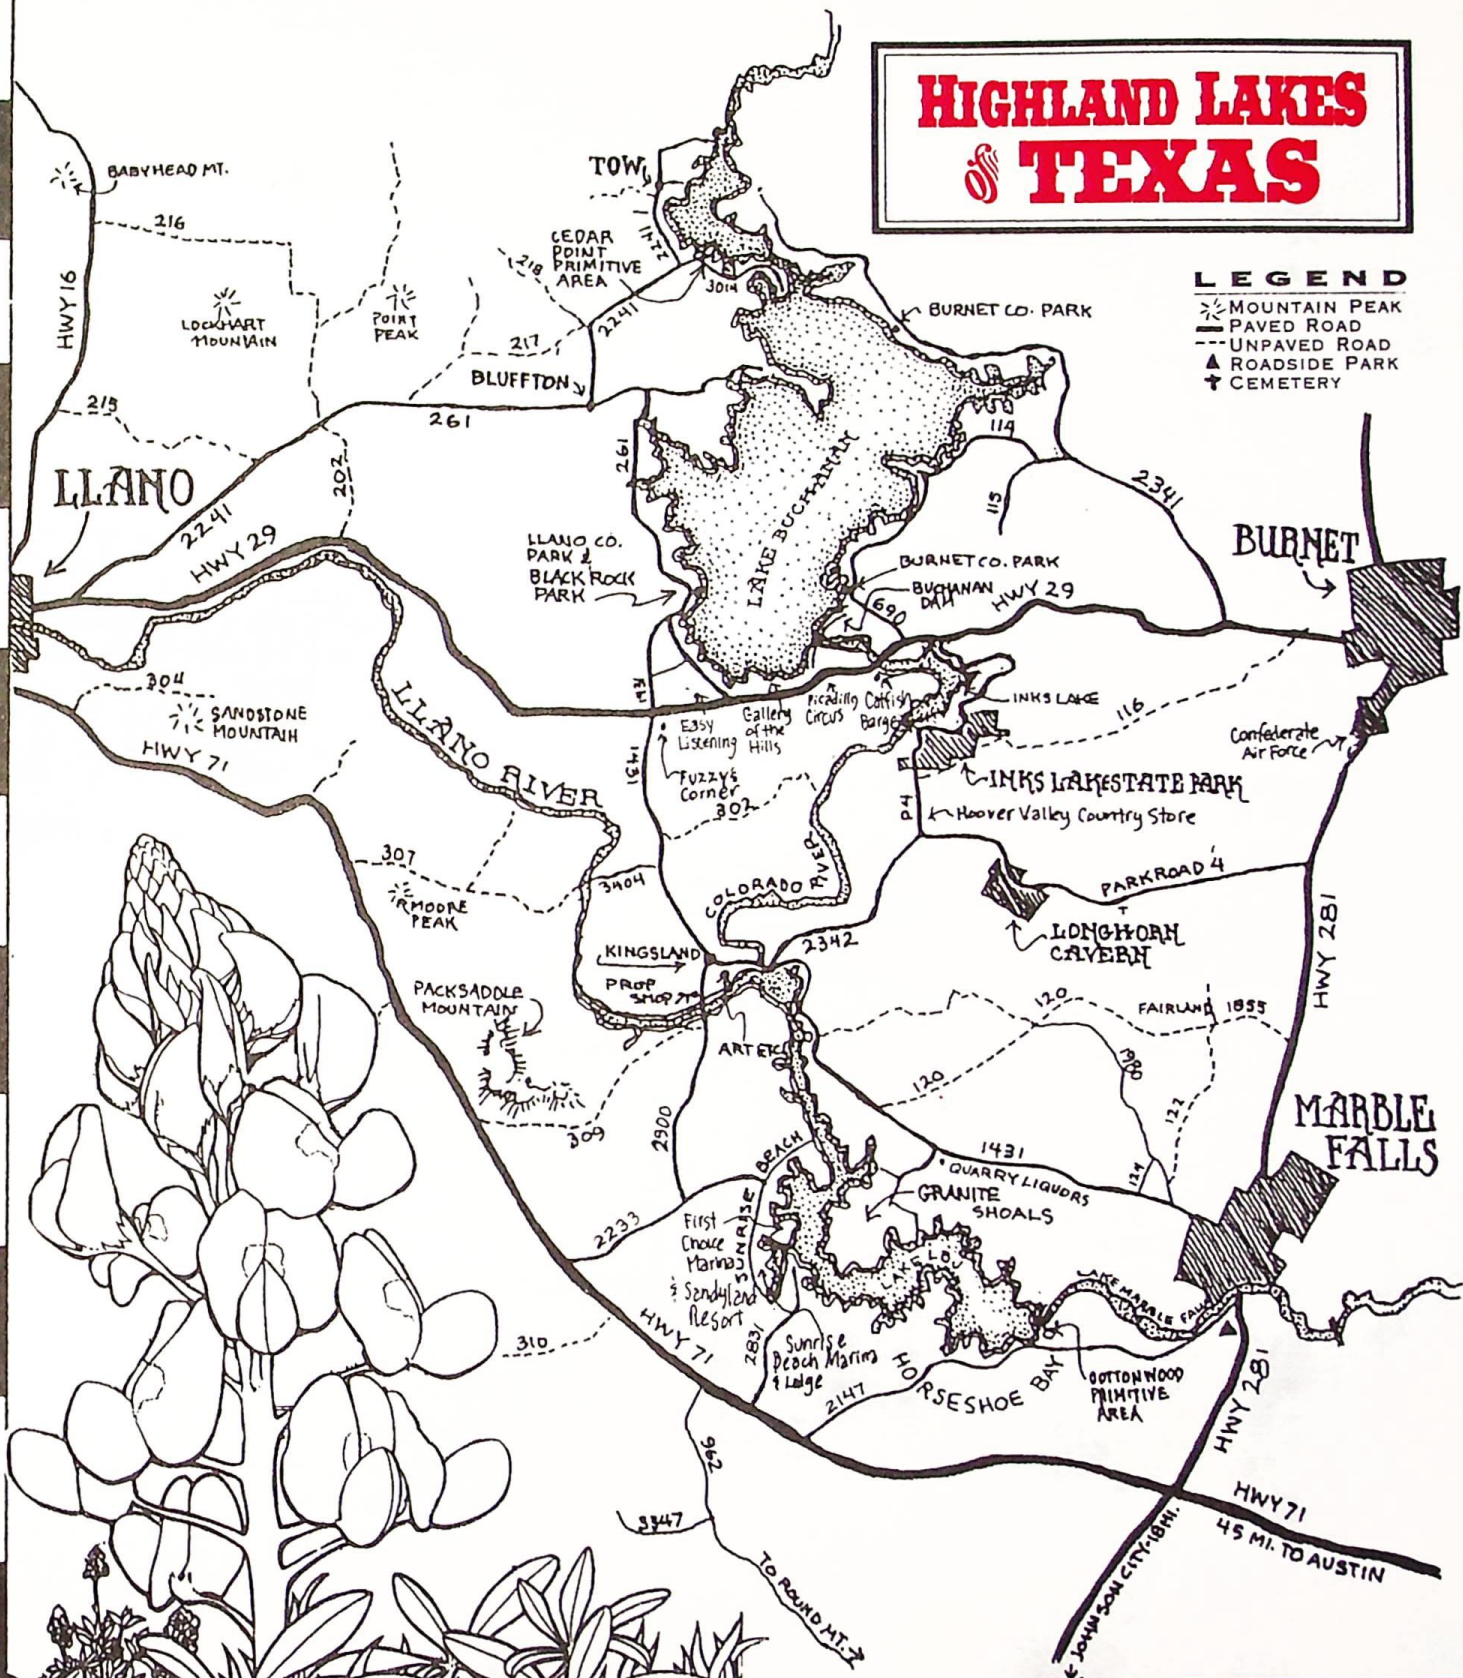 HIGHLAND LAKES
OF TEXAS
LEGEND
MOUNTAIN PEAK
PAVED ROAD
UNPAVED ROAD
ROADSIDE PARK
CEMETERY
TOW
BABYHEAD MT.
216
2241
CEDAR
POINT
PRIMITIVE
AREA
218
3014
HWY 16
LOCKHART
MOUNTAIN
POINT
PEAK
2241
217
BLUFFTON
BURNET CO. PARK
215
261
261
114
LLANO
202
2241
HWY 29
115
2341
LAKE BUCHANAN
BURNET
LLANO CO.
PARK &
BLACK ROCK
PARK
BURNET CO. PARK
BUCHANAN
DAM
690
HWY 29
304
SANDSTONE
MOUNTAIN
HWY 71
LLANO RIVER
1431
1431
Easy
Listening
Gallery
of the
Hills
Picadilly
Circus
Catfish
Barge
INKS LAKE
116
Confederate
Air Force
Fuzzy's
Corner
302
INKS LAKE STATE PARK
P4
Hoover Valley Country Store
307
MOORE
PEAK
3404
COLORADO RIVER
PARK ROAD 4
LONGHORN
CAVERN
HWY 281
2342
KINGSLAND
PROP
SHOP
PACKSADDLE
MOUNTAIN
ARTEK
120
FAIRLAND
1855
120
1980
122
309
2900
MARBLE
FALLS
1431
QUARRY LIQUORS
124
GRANITE
SHOALS
SUNRISE BEACH
2233
First
Choice
Marina
& Sandyland
Resort
LAKE LBJ
LAKE MARBLE FALLS
310
HWY 71
2831
Sunrise
Beach Marina
& Lodge
2147
HORSESHOE BAY
COTTONWOOD
PRIMITIVE
AREA
HWY 281
962
3347
TO ROUND MT.
HWY 71
45 MI. TO AUSTIN
JOHNSON CITY-18 MI.